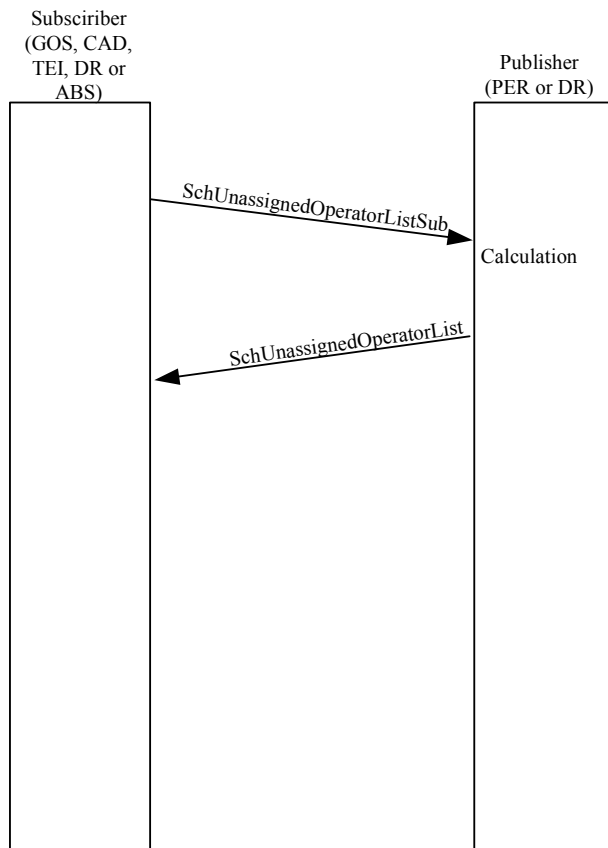 Subsciriber
(GOS, CAD,
TEI, DR or
ABS)
Publisher
(PER or DR)
SchUnassignedOperatorListSub
Calculation
SchUnassignedOperatorList